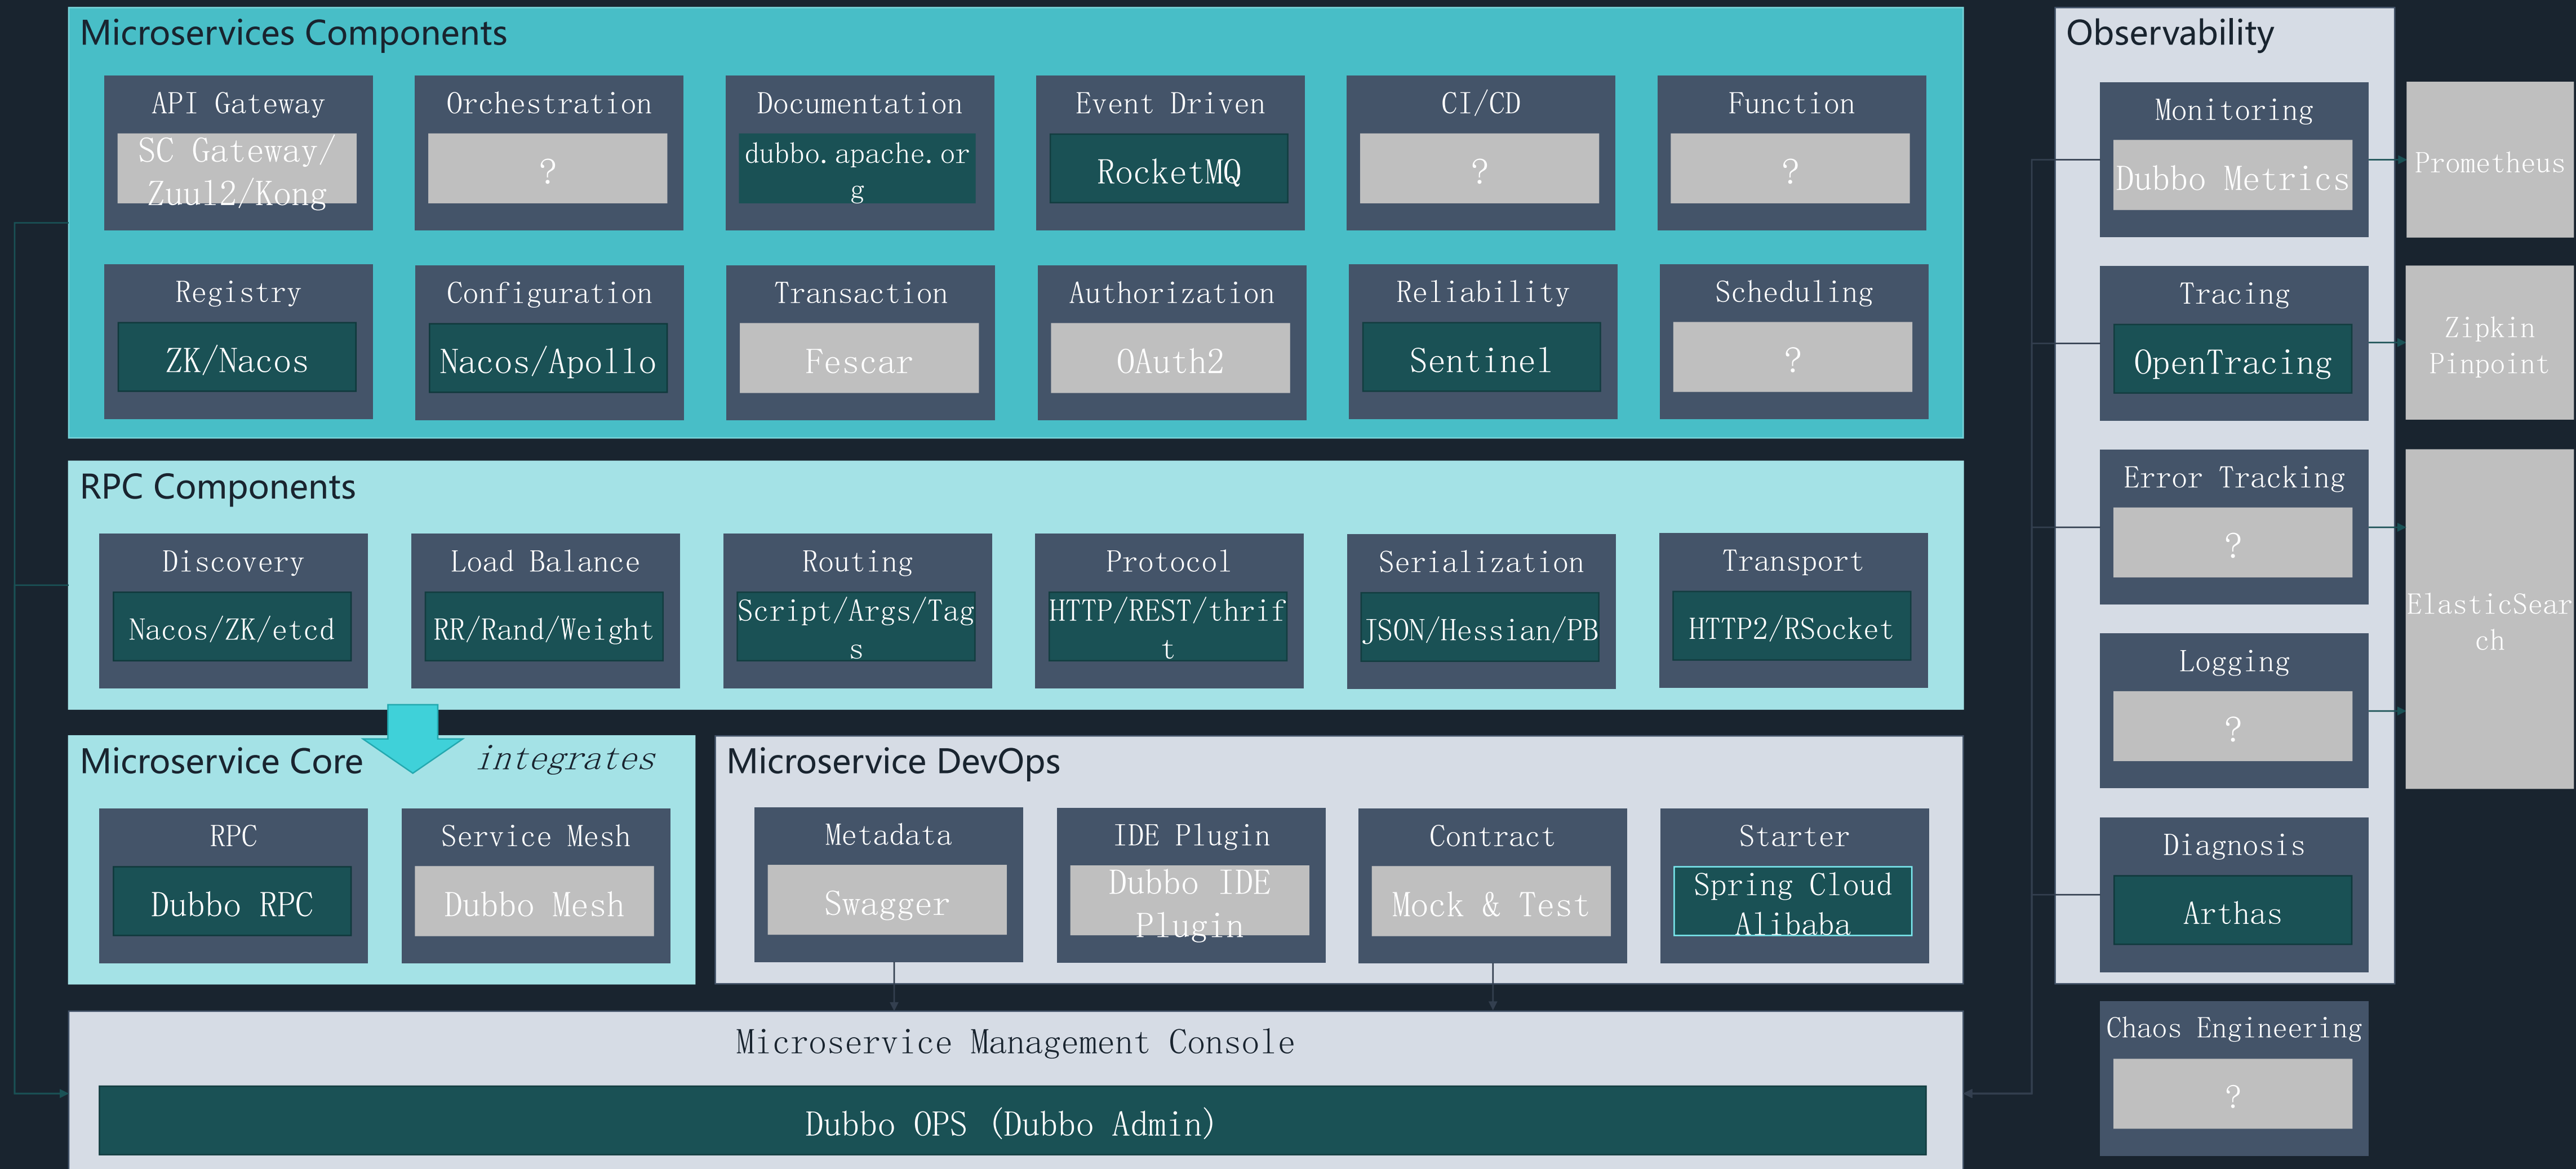 Microservices Components
API Gateway
SC Gateway/
Zuul2/Kong
Orchestration
?
Documentation
dubbo.apache.or
g
Event Driven
RocketMQ
CI/CD
?
Function
?
Registry
ZK/Nacos
Configuration
Nacos/Apollo
Transaction
Fescar
Authorization
OAuth2
Reliability
Sentinel
Scheduling
?
RPC Components
Discovery
Nacos/ZK/etcd
Load Balance
RR/Rand/Weight
Routing
Script/Args/Tag
s
Protocol
HTTP/REST/thrif
t
Serialization
JSON/Hessian/PB
Transport
HTTP2/RSocket
Microservice Core
integrates
RPC
Dubbo RPC
Service Mesh
Dubbo Mesh
Microservice DevOps
Metadata
Swagger
IDE Plugin
Dubbo IDE
Plugin
Contract
Mock & Test
Starter
Spring Cloud
Alibaba
Microservice Management Console
Dubbo OPS (Dubbo Admin)
Observability
Monitoring
Dubbo Metrics
Prometheus
Tracing
OpenTracing
Zipkin
Pinpoint
Error Tracking
?
ElasticSear
ch
Logging
?
Diagnosis
Arthas
Chaos Engineering
?